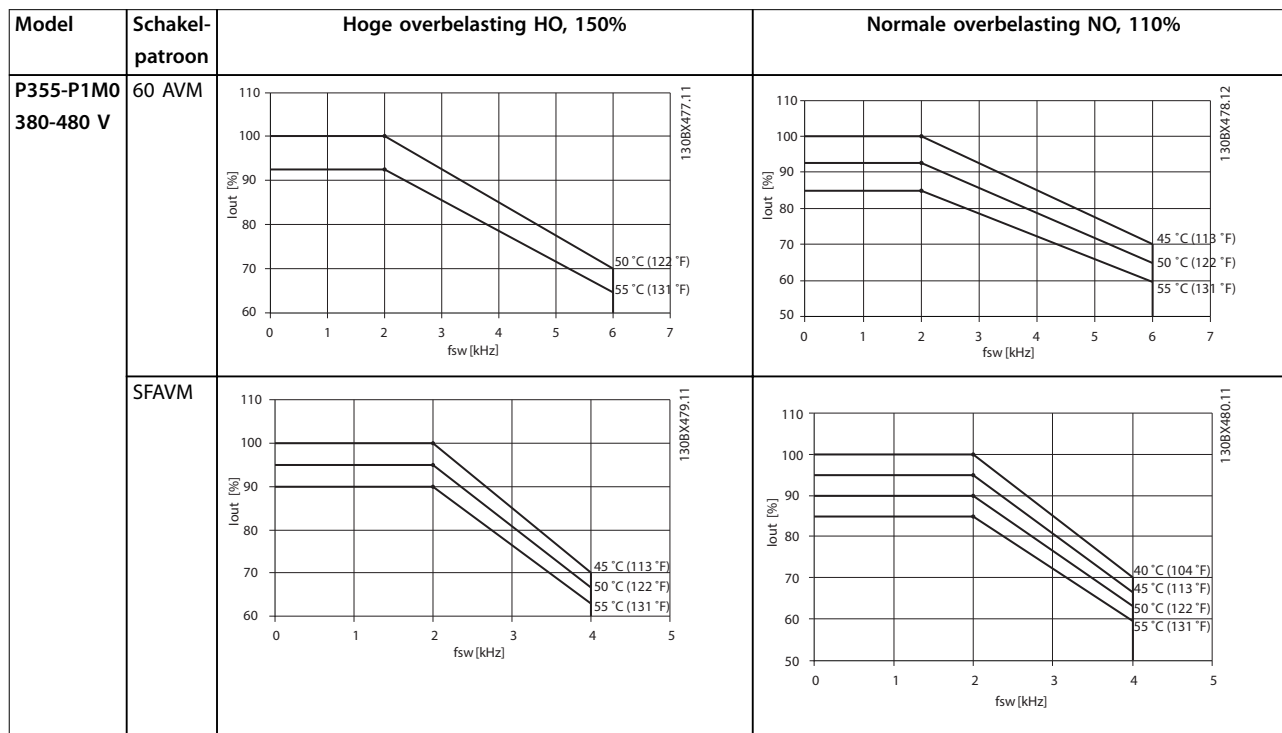 Model
Schakel-
patroon
Hoge overbelasting HO, 150%
Normale overbelasting NO, 110%
P355-P1M0
380-480 V
60 AVM
110
100
90
80
70
60
Iout [%]
0 1 2 3 4 5 6 7
fsw [kHz]
50 ˚C (122 ˚F)
55 ˚C (131 ˚F)
130BX477.11
110
100
90
80
70
60
50
Iout [%]
0 1 2 3 4 5 6 7
fsw [kHz]
45 ˚C (113 ˚F)
50 ˚C (122 ˚F)
55 ˚C (131 ˚F)
130BX478.12
SFAVM
110
100
90
80
70
60
Iout [%]
0 1 2 3 4 5
fsw [kHz]
45 ˚C (113 ˚F)
50 ˚C (122 ˚F)
55 ˚C (131 ˚F)
130BX479.11
110
100
90
80
70
60
50
Iout [%]
0 1 2 3 4 5
fsw [kHz]
40 ˚C (104 ˚F)
45 ˚C (113 ˚F)
50 ˚C (122 ˚F)
55 ˚C (131 ˚F)
130BX480.11